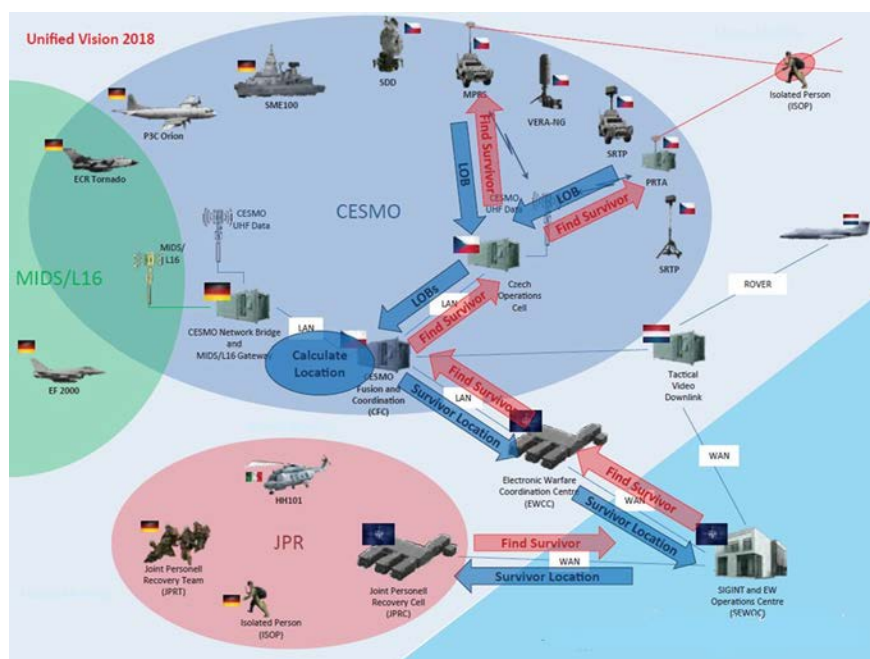 Unified Vision 2018
SDD
MPRS
Isolated Person
(ISOP)
SME100
VERA-NG
P3C Orion
Find Survivor
SRTP
ECR Tornado
LOB
PRTA
CESMO
CESMO
UHF Data
LOB
CESMO
UHF Data
Find Survivor
MIDS/
L16
SRTP
MIDS/L16
Czech
Operations
Cell
ROVER
LOBs
LAN
Find Survivor
CESMO Network Bridge
and
MIDS/L16 Gateway
LAN
Calculate
Location
CESMO
Fusion and
Coordination
(CFC)
Tactical
Video
Downlink
EF 2000
LAN
Find Survivor
Survivor Location
WAN
Electronic Warfare
Coordination Centre
(EWCC)
Find Survivor
WAN
Survivor Location
HH101
JPR
Find Survivor
WAN
Survivor Location
Joint Personell
Recovery Team
(JPRT)
Joint Personell
Recovery Cell
(JPRC)
Isolated Person
(ISOP)
SIGINT and EW
Operations Centre
(SEWOC)